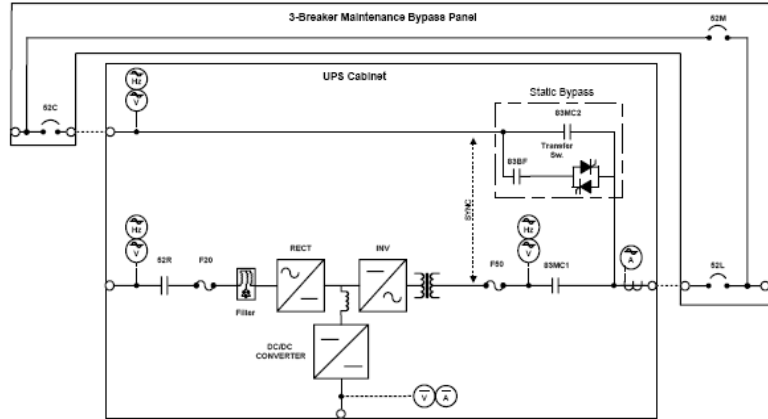 3-Breaker Maintenance Bypass Panel
52M
52C
UPS Cabinet
Hz
V
Static Bypass
83MC2
Transfer
Sw.
83BF
SYNC
Hz
V
52R
F20
Filter
RECT
INV
F50
Hz
V
83MC1
A
52L
DC/DC
CONVERTER
V
A